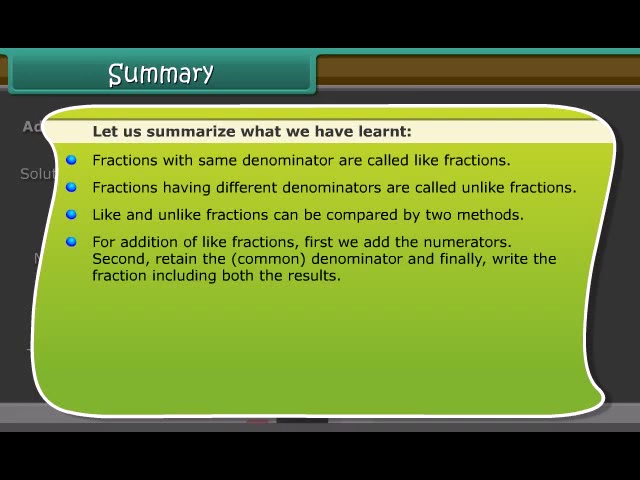 Summary
Ad
Let us summarize what we have learnt:
Fractions with same denominator are called like fractions.
Solut
Fractions having different denominators are called unlike fractions.
Like and unlike fractions can be compared by two methods.
For addition of like fractions, first we add the numerators.
Second, retain the (common) denominator and finally, write the
fraction including both the results.